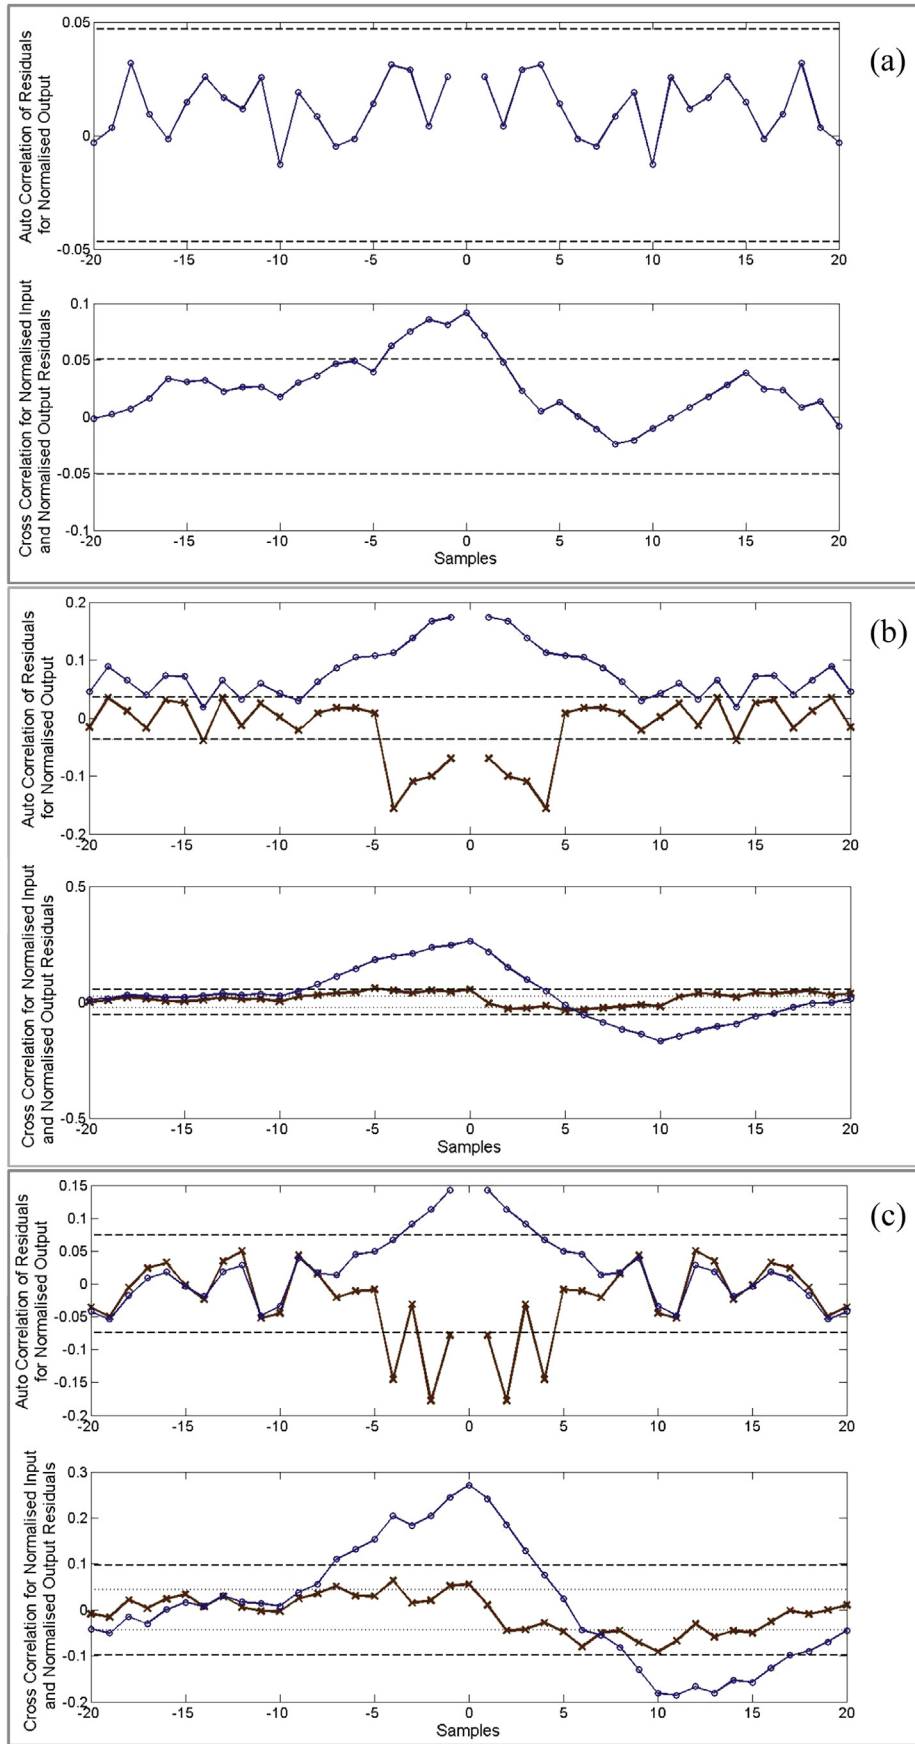 (a)
Auto Correlation of Residuals
for Normalised Output
0.05
0
-0.05
-20 -15 -10 -5 0 5 10 15 20
Cross Correlation for Normalised Input
and Normalised Output Residuals
0.1
0.05
0
-0.05
-0.1
-20 -15 -10 -5 0 5 10 15 20
Samples
(b)
Auto Correlation of Residuals
for Normalised Output
0.2
0.1
0
-0.1
-0.2
-20 -15 -10 -5 0 5 10 15 20
Cross Correlation for Normalised Input
and Normalised Output Residuals
0.5
0
-0.5
-20 -15 -10 -5 0 5 10 15 20
Samples
(c)
Auto Correlation of Residuals
for Normalised Output
0.15
0.1
0.05
0
-0.05
-0.1
-0.15
-0.2
-20 -15 -10 -5 0 5 10 15 20
Cross Correlation for Normalised Input
and Normalised Output Residuals
0.3
0.2
0.1
0
-0.1
-0.2
-20 -15 -10 -5 0 5 10 15 20
Samples